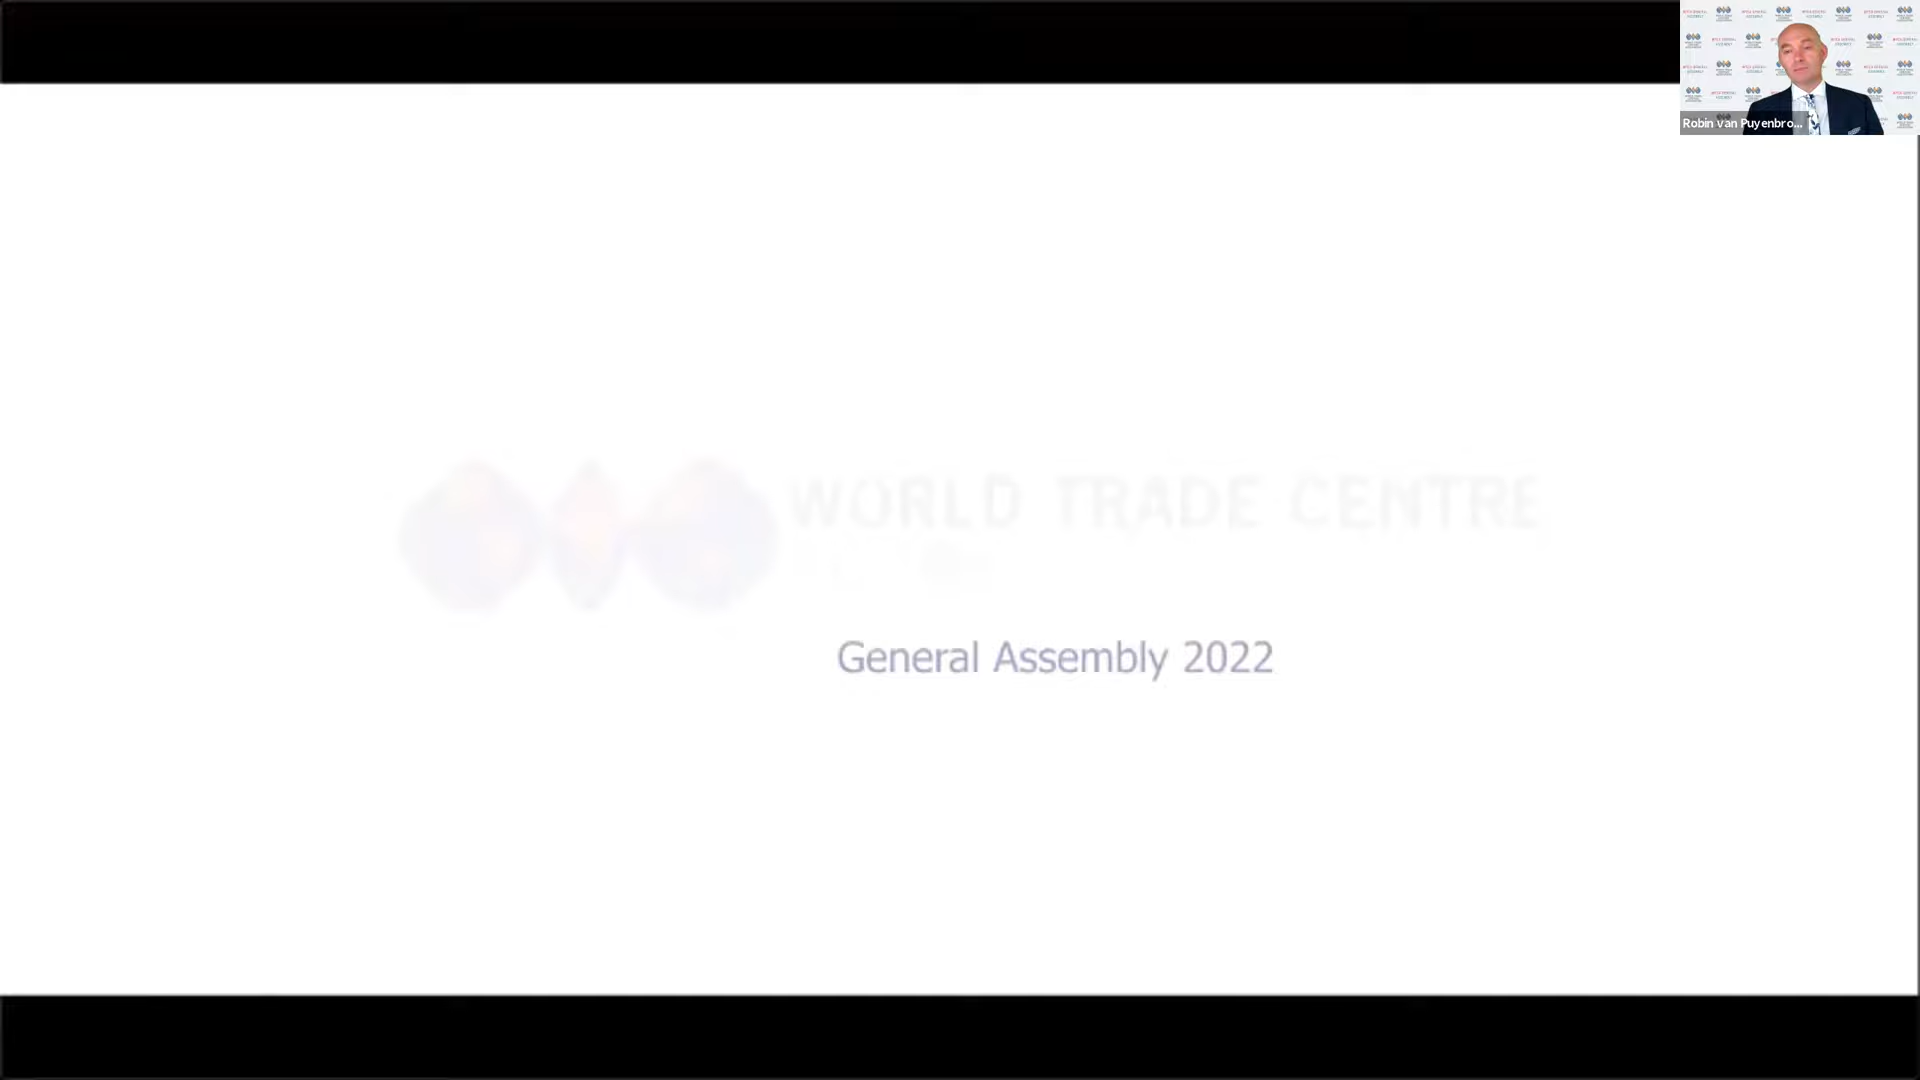 Robin van Puyenbro...
WORLD TRADE CENTRE
General Assembly 2022